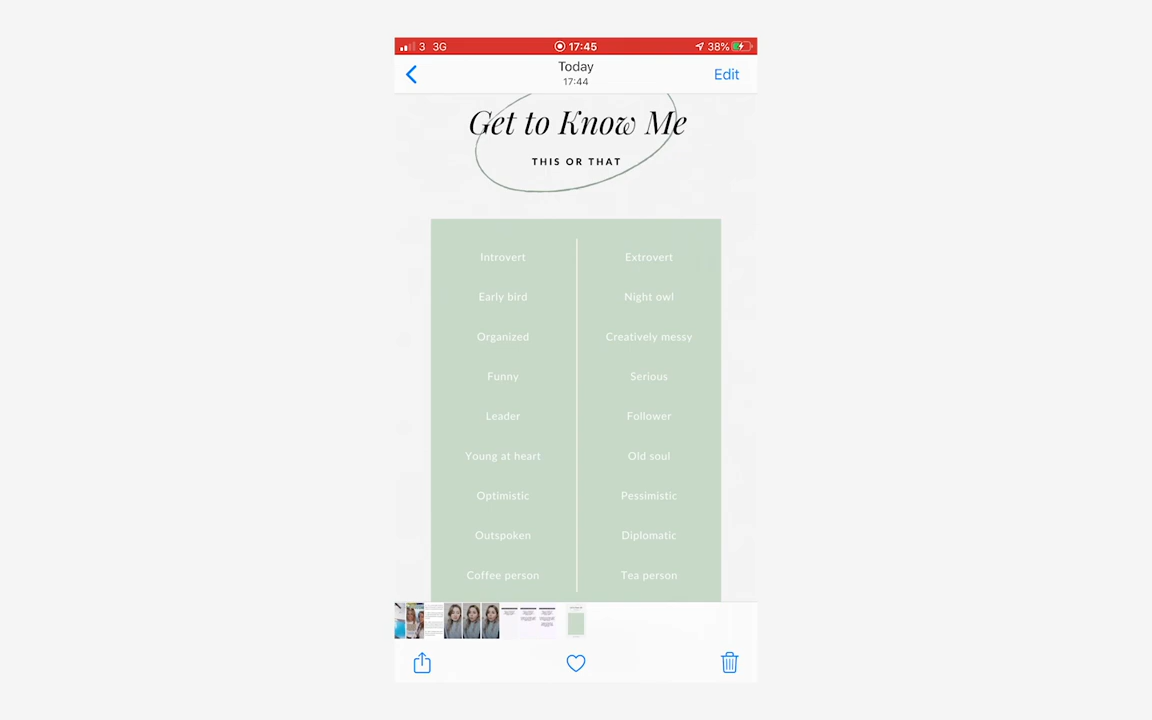 3 3G 17:45 38%
Today
17:44
Edit
Get to Know Me
THIS OR THAT
Introvert Extrovert
Early bird Night owl
Organized Creatively messy
Funny Serious
Leader Follower
Young at heart Old soul
Optimistic Pessimistic
Outspoken Diplomatic
Coffee person Tea person